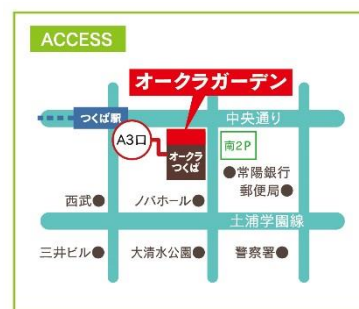 ACCESS
オークラガーデン
つくば駅
中央通り
A3口
オークラ
つくば
南2P
●常陽銀行
郵便局●
西武●
ノバホール●
土浦学園線
三井ビル●
大清水公園●
警察署●